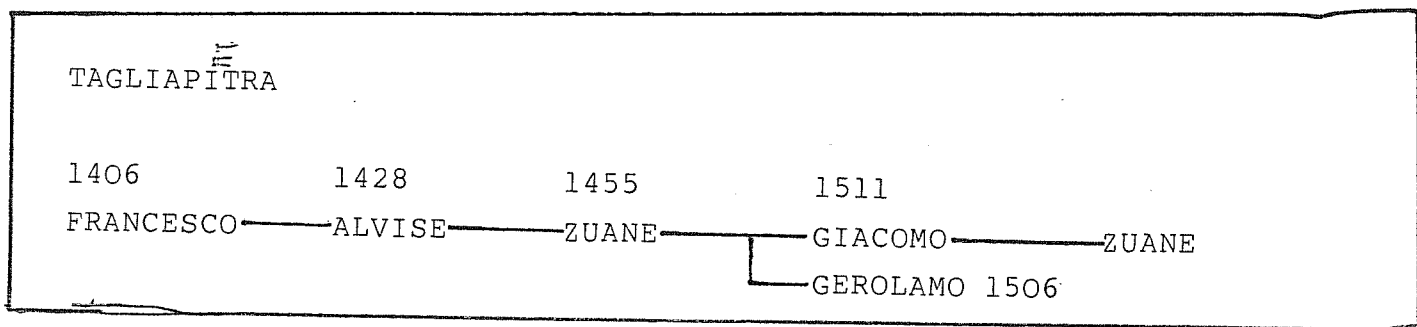 TAGLIAPITRA
1406 1428 1455 1511
FRANCESCO ALVISE ZUANE GIACOMO ZUANE
GEROLAMO 1506